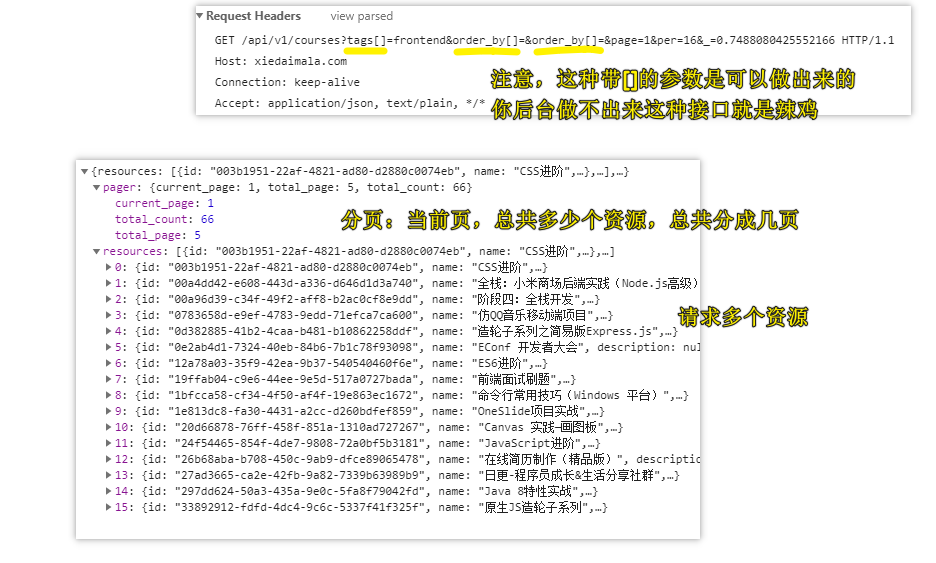 Request Headers view parsed
GET /api/v1/courses?tags[]=frontend&order_by[]=&order_by[]=&page=1&per=16&_=0.7488080425552166 HTTP/1.1
Host: xiedaimala.com
Connection: keep-alive
Accept: application/json, text/plain, */*
注意，这种带[]的参数是可以做出来的
你后台做不出来这种接口就是辣鸡
{resources: [{id: "003b1951-22af-4821-ad80-d2880c0074eb", name: "CSS进阶",…},…],…}
pager: {current_page: 1, total_page: 5, total_count: 66}
current_page: 1
total_count: 66
total_page: 5
分页：当前页，总共多少个资源，总共分成几页
resources: [{id: "003b1951-22af-4821-ad80-d2880c0074eb", name: "CSS进阶",…},…]
0: {id: "003b1951-22af-4821-ad80-d2880c0074eb", name: "CSS进阶",…}
1: {id: "00a4dd42-e608-443d-a336-d646d1d3a740", name: "全栈：小米商场后端实践（Node.js高级）
2: {id: "00a96d39-c34f-49f2-aff8-b2ac0cf8e9dd", name: "阶段四：全栈开发",…}
3: {id: "0783658d-e9ef-4783-9edd-71efca7ca600", name: "仿QQ音乐移动端项目",…}
请求多个资源
4: {id: "0d382885-41b2-4caa-b481-b10862258ddf", name: "造轮子系列之简易版Express.js",…}
5: {id: "0e2ab4d1-7324-40eb-84b6-7b1c78f93098", name: "EConf 开发者大会", description: nul
6: {id: "12a78a03-35f9-42ea-9b37-540540460f6e", name: "ES6进阶",…}
7: {id: "19ffab04-c9e6-44ee-9e5d-517a0727bada", name: "前端面试刷题",…}
8: {id: "1bfcca58-cf34-4f50-af4f-19e863ec1672", name: "命令行常用技巧（Windows 平台）",…}
9: {id: "1e813dc8-fa30-4431-a2cc-d260bdfef859", name: "OneSlide项目实战",…}
10: {id: "20d66878-76ff-458f-851a-1310ad727267", name: "Canvas 实践—画图板",…}
11: {id: "24f54465-854f-4de7-9808-72a0bf5b3181", name: "JavaScript进阶",…}
12: {id: "26b68aba-b708-450c-9ab9-dfce89065478", name: "在线简历制作（精品版）", descriptio
13: {id: "27ad3665-ca2e-42fb-9a82-7339b63989b9", name: "日更-程序员成长&生活分享社群",…}
14: {id: "297dd624-50a3-435a-9e0c-5fa8f79042fd", name: "Java 8特性实战",…}
15: {id: "33892912-fdfd-4dc4-9c6c-5337f41f325f", name: "原生JS造轮子系列",…}